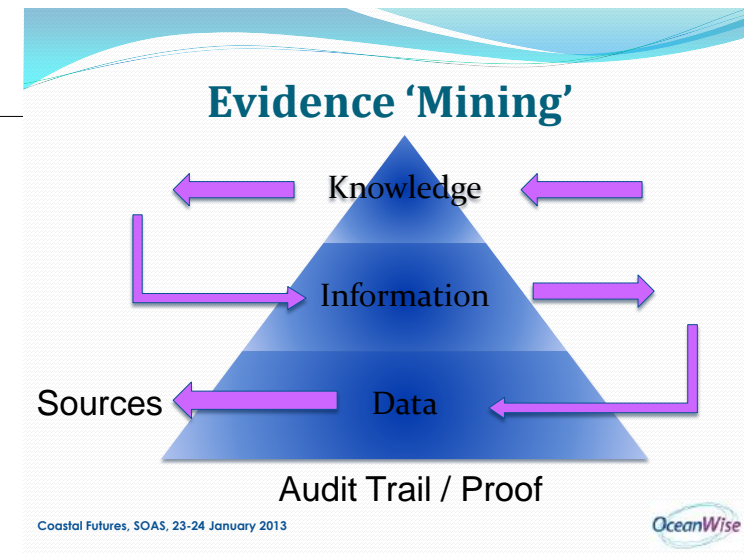 Evidence ‘Mining’
Knowledge
Information
Sources
Data
Audit Trail / Proof
Coastal Futures, SOAS, 23-24 January 2013
OceanWise